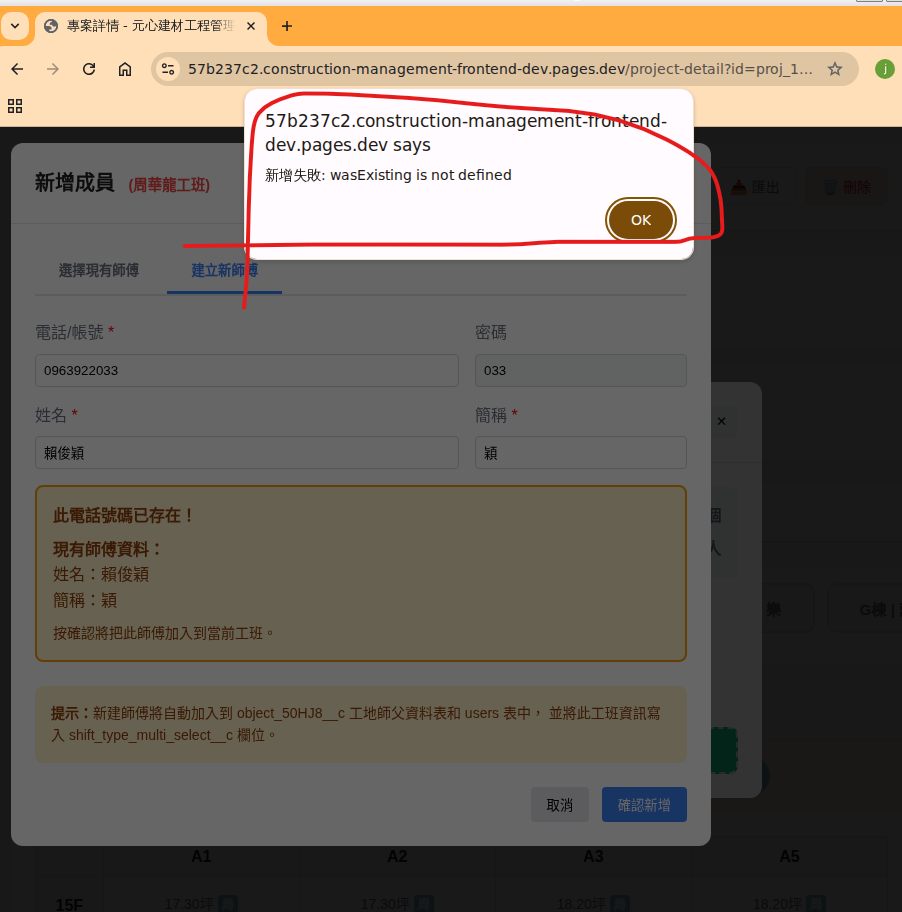 專案詳情 - 元心建材工程管理
57b237c2.construction-management-frontend-dev.pages.dev/project-detail?id=proj_1...
j
57b237c2.construction-management-frontend-dev.pages.dev says
新增失敗: wasExisting is not defined
OK
新增成員 (周華龍工班)
匯出
刪除
選擇現有師傅
建立新師傅
電話/帳號 *
密碼
0963922033
033
姓名 *
簡稱 *
賴俊穎
穎
此電話號碼已存在！
現有師傅資料：
姓名：賴俊穎
簡稱：穎
按確認將把此師傅加入到當前工班。
提示：新建師傅將自動加入到 object_50HJ8__c 工地師父資料表和 users 表中， 並將此工班資訊寫
入 shift_type_multi_select__c 欄位。
取消
確認新增
個
人
樂
G棟 |
A1
A2
A3
A5
15F
17.30坪
17.30坪
18.20坪
18.20坪